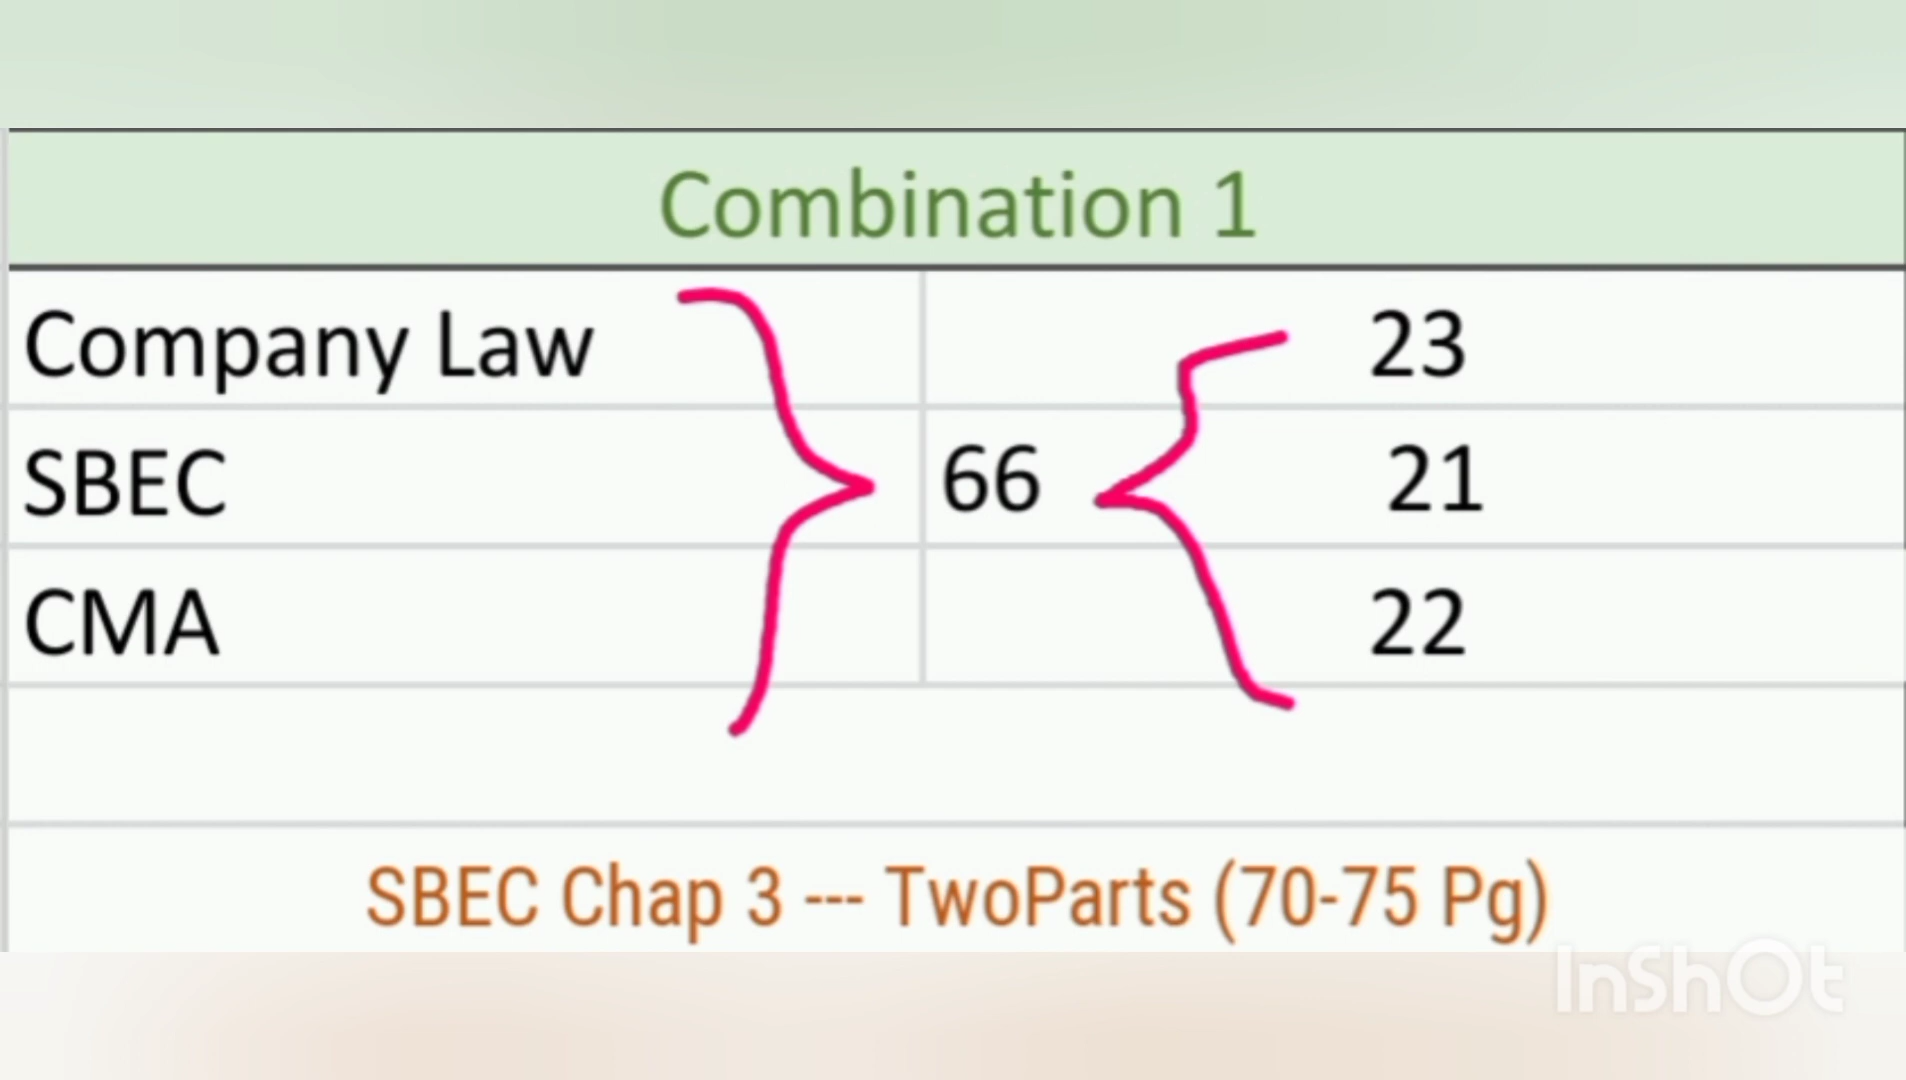 Combination 1
Company Law 23
SBEC 66 21
CMA 22
SBEC Chap 3 --- TwoParts (70-75 Pg)
InShOt